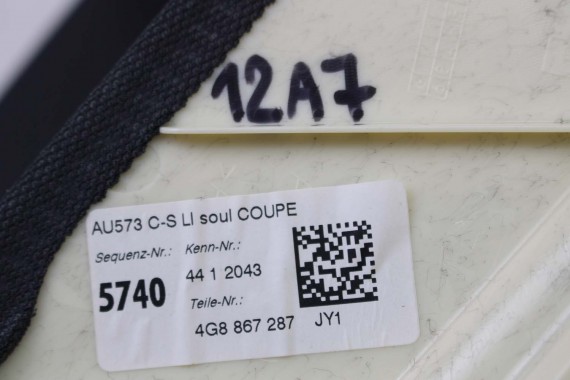 12A7
AU573 C-S LI soul COUPE
Sequenz-Nr.: Kenn-Nr.:
5740 44 1 2043
Teile-Nr.:
4G8 867 287 JY1